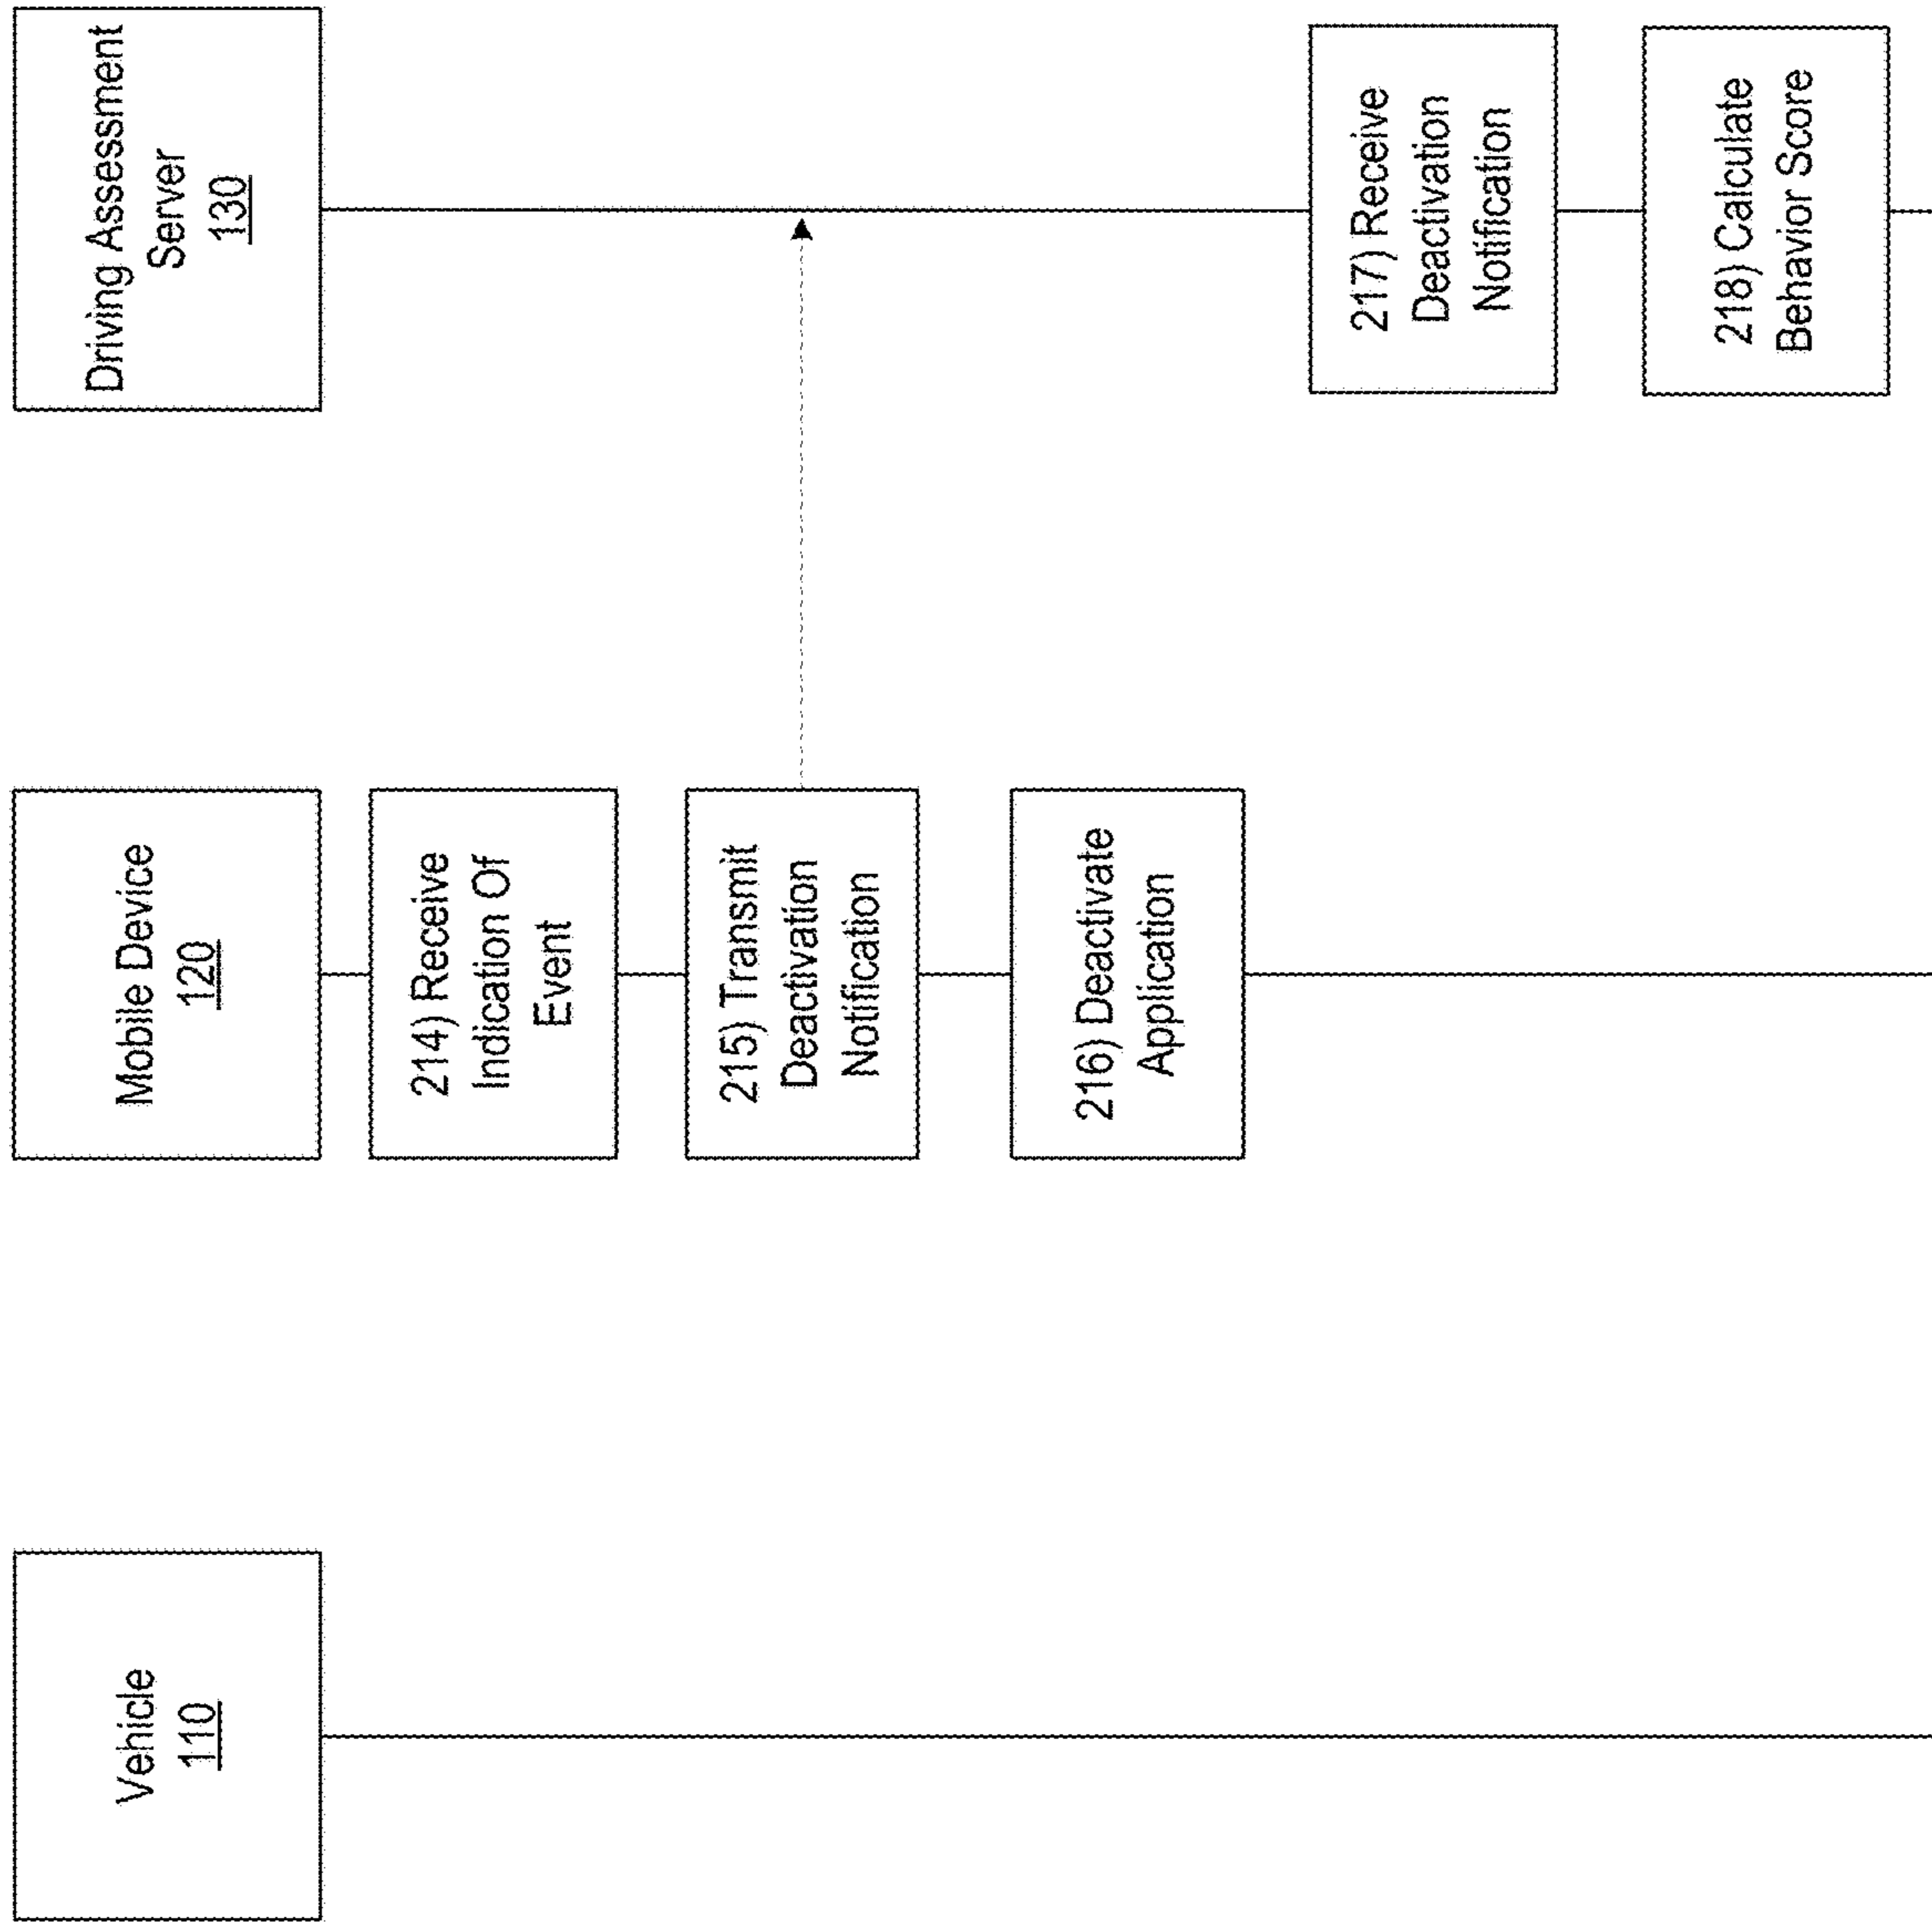 Vehicle
110
Mobile Device
120
Driving Assessment
Server
130
214) Receive
Indication Of
Event
215) Transmit
Deactivation
Notification
216) Deactivate
Application
217) Receive
Deactivation
Notification
218) Calculate
Behavior Score